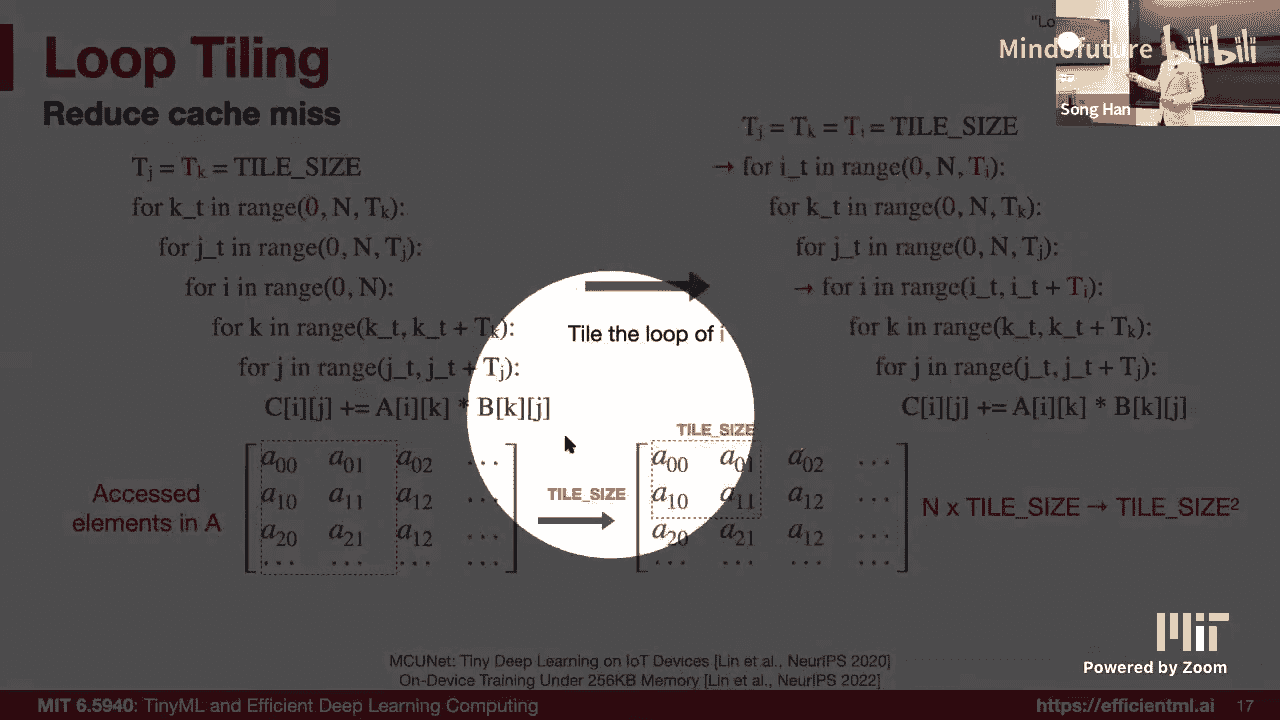 "Lo
Mindofuture bilibili
Song Han
Loop Tiling
Reduce cache miss
Tj = Tk = TILE_SIZE
for k_t in range(0, N, Tk):
for j_t in range(0, N, Tj):
for i in range(0, N):
for k in range(k_t, k_t + Tk):
for j in range(j_t, j_t + Tj):
C[i][j] += A[i][k] * B[k][j]
Tile the loop of i
Tj = Tk = Ti = TILE_SIZE
→ for i_t in range(0, N, Ti):
for k_t in range(0, N, Tk):
for j_t in range(0, N, Tj):
→ for i in range(i_t, i_t + Ti):
for k in range(k_t, k_t + Tk):
for j in range(j_t, j_t + Tj):
C[i][j] += A[i][k] * B[k][j]
Accessed
elements in A
a00 a01 a02 ...
a10 a11 a12 ...
a20 a21 a12 ...
... ... ... ...
TILE_SIZE
TILE_SIZE
a00 a01 a02 ...
a10 a11 a12 ...
a20 a21 a12 ...
... ... ... ...
N x TILE_SIZE → TILE_SIZE²
MIT
Powered by Zoom
MCUNet: Tiny Deep Learning on IoT Devices [Lin et al., NeurIPS 2020]
On-Device Training Under 256KB Memory [Lin et al., NeurIPS 2022]
MIT 6.5940: TinyML and Efficient Deep Learning Computing
https://efficientml.ai 17